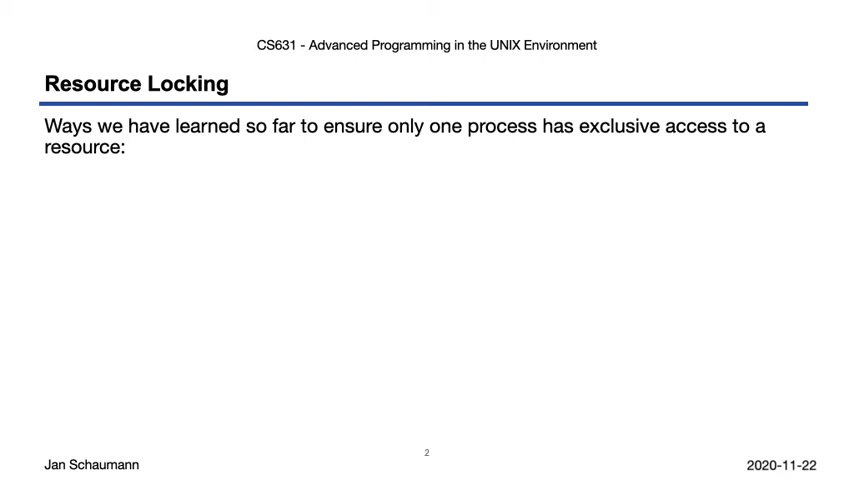 CS631 - Advanced Programming in the UNIX Environment
Resource Locking
Ways we have learned so far to ensure only one process has exclusive access to a
resource:
2
Jan Schaumann
2020-11-22